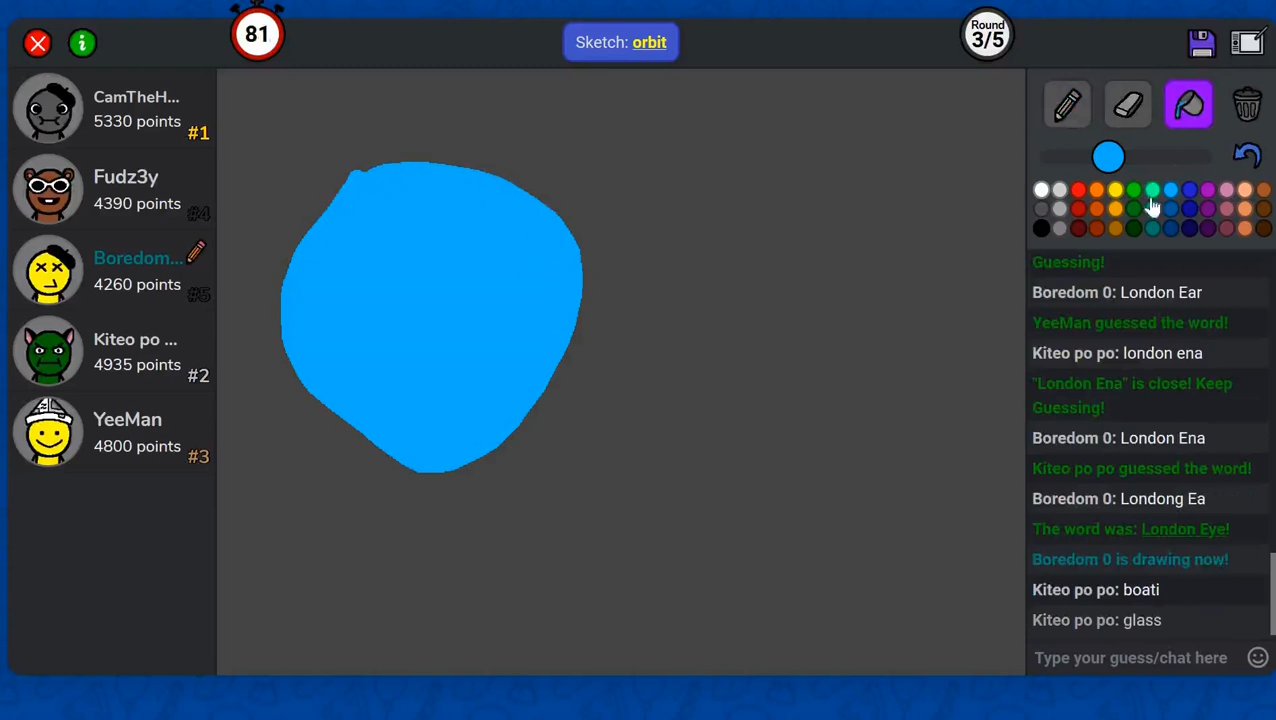 81
Sketch: orbit
Round
3/5
CamTheH...
5330 points
#1
Fudz3y
4390 points
#4
Boredom...
4260 points
#5
Kiteo po ...
4935 points
#2
YeeMan
4800 points
#3
Guessing!
Boredom 0: London Ear
YeeMan guessed the word!
Kiteo po po: london ena
"London Ena" is close! Keep
Guessing!
Boredom 0: London Ena
Kiteo po po guessed the word!
Boredom 0: Londong Ea
The word was: London Eye!
Boredom 0 is drawing now!
Kiteo po po: boati
Kiteo po po: glass
Type your guess/chat here